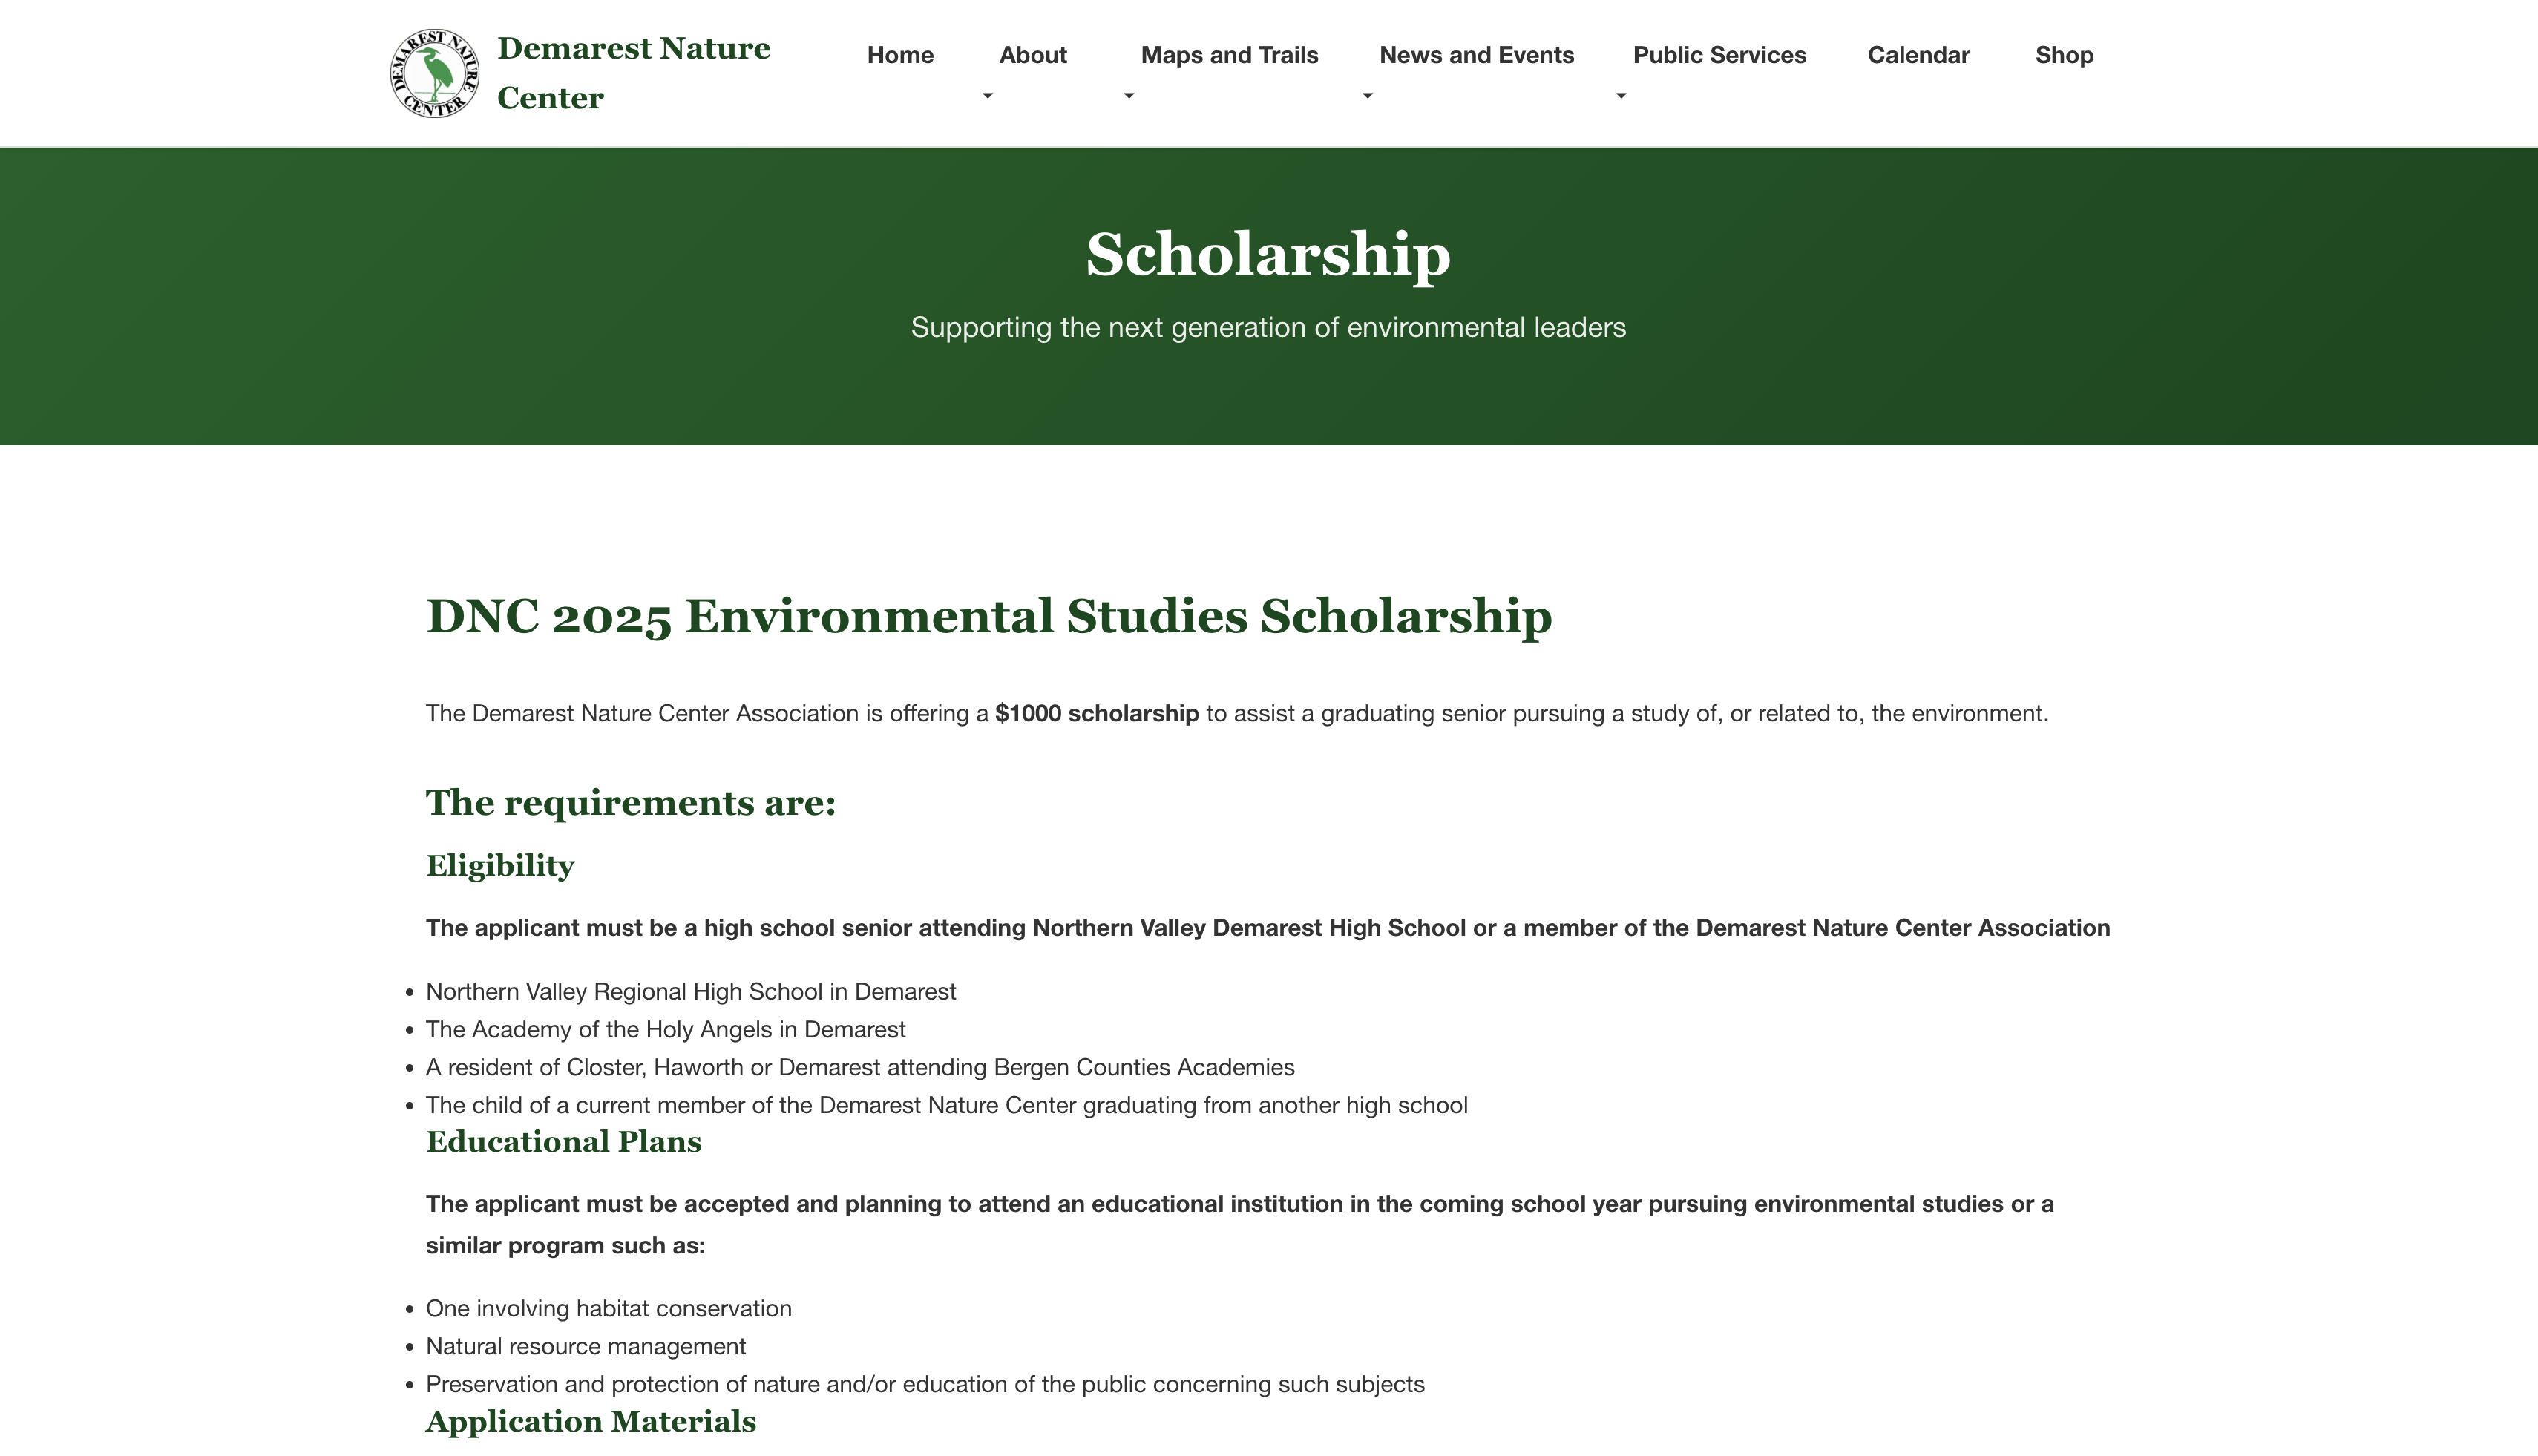 DEMAREST NATURE CENTER
Demarest Nature
Center
Home
About
Maps and Trails
News and Events
Public Services
Calendar
Shop
Scholarship
Supporting the next generation of environmental leaders
DNC 2025 Environmental Studies Scholarship
The Demarest Nature Center Association is offering a $1000 scholarship to assist a graduating senior pursuing a study of, or related to, the environment.
The requirements are:
Eligibility
The applicant must be a high school senior attending Northern Valley Demarest High School or a member of the Demarest Nature Center Association
• Northern Valley Regional High School in Demarest
• The Academy of the Holy Angels in Demarest
• A resident of Closter, Haworth or Demarest attending Bergen Counties Academies
• The child of a current member of the Demarest Nature Center graduating from another high school
Educational Plans
The applicant must be accepted and planning to attend an educational institution in the coming school year pursuing environmental studies or a
similar program such as:
• One involving habitat conservation
• Natural resource management
• Preservation and protection of nature and/or education of the public concerning such subjects
Application Materials